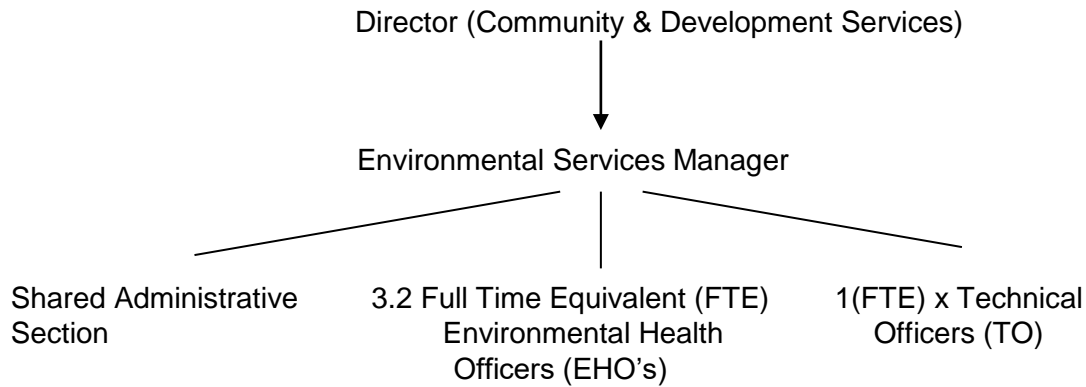 Director (Community & Development Services)
Environmental Services Manager
Shared Administrative
Section
3.2 Full Time Equivalent (FTE)
Environmental Health
Officers (EHO’s)
1(FTE) x Technical
Officers (TO)